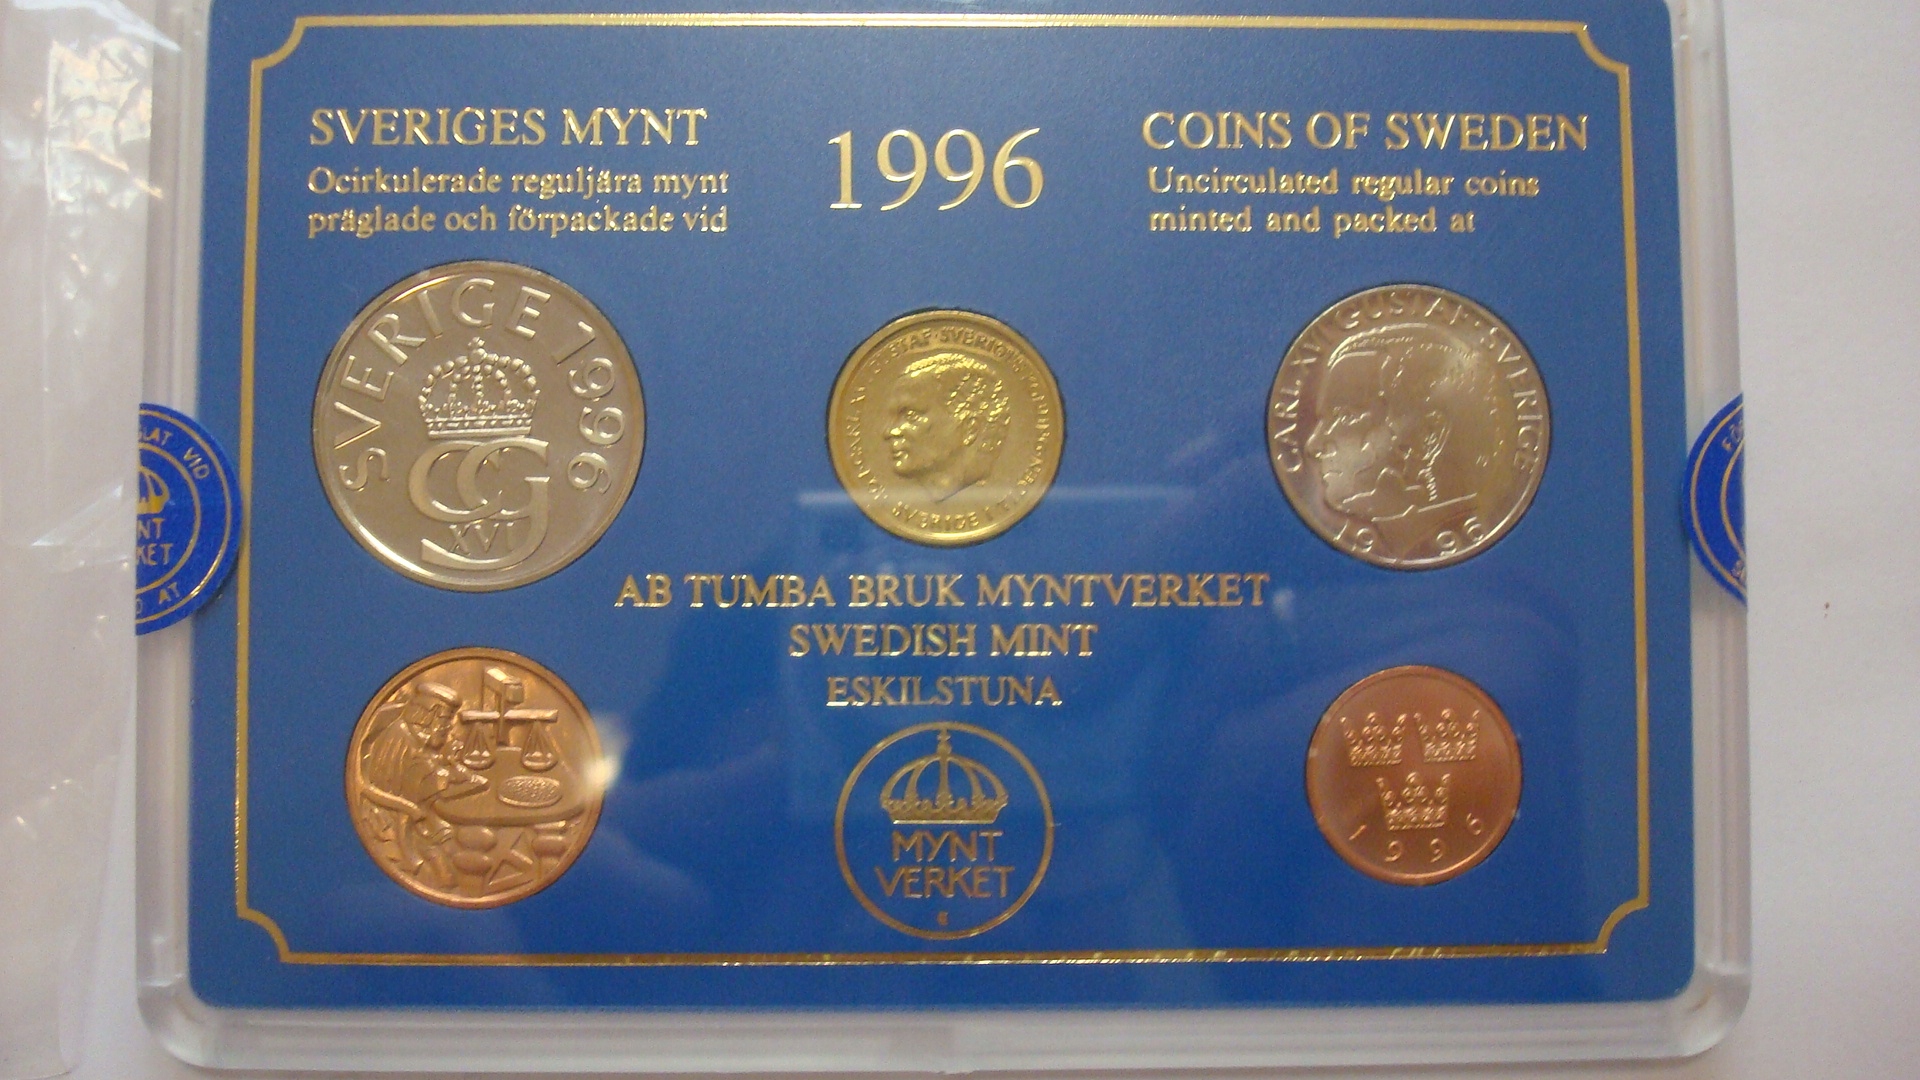 SVERIGES MYNT
Ocirkulerade reguljära mynt
präglade och förpackade vid
1996
COINS OF SWEDEN
Uncirculated regular coins
minted and packed at
SVERIGE 1996
CG
XVI
CARL XVI GUSTAF · SVERIGE
1996
AB TUMBA BRUK MYNTVERKET
SWEDISH MINT
ESKILSTUNA
MYNT
VERKET
1996
VID
AT